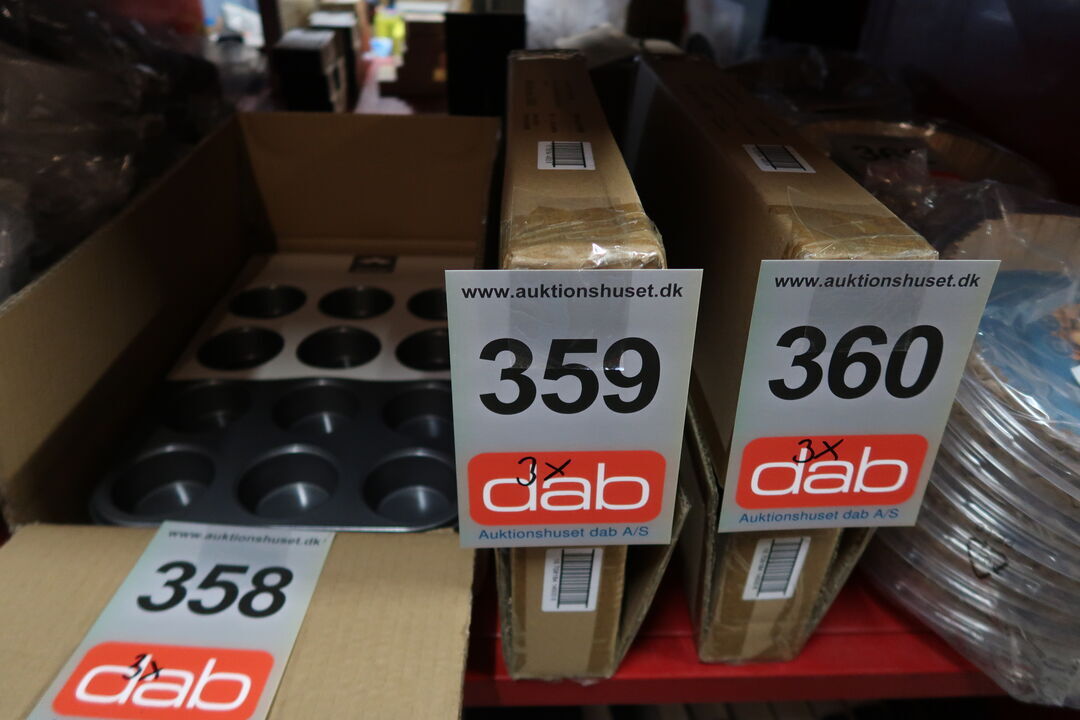 www.auktionshuset.dk
359
3x
dab
Auktionshuset dab A/S
www.auktionshuset.dk
360
3x
dab
Auktionshuset dab A/S
www.auktionshuset.dk
358
3x
dab